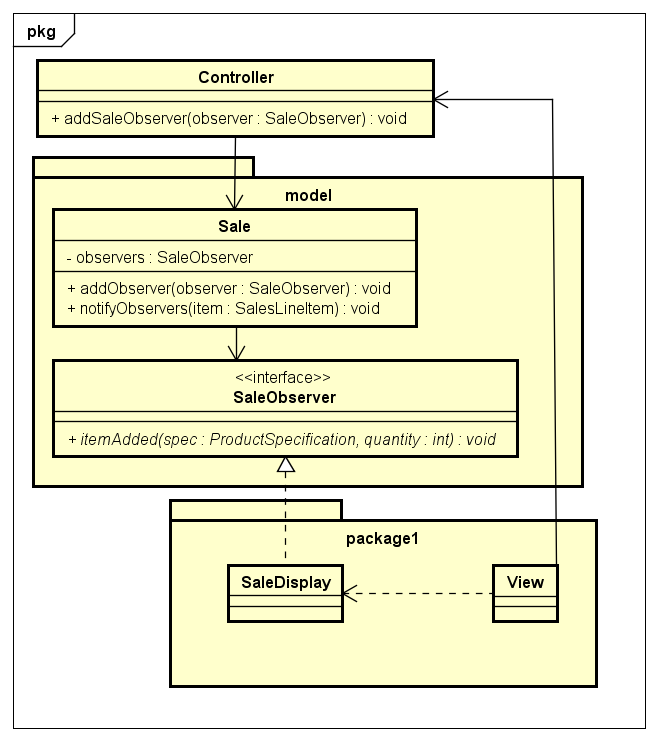 pkg
Controller
+ addSaleObserver(observer : SaleObserver) : void
model
Sale
- observers : SaleObserver
+ addObserver(observer : SaleObserver) : void
+ notifyObservers(item : SalesLineItem) : void
<<interface>>
SaleObserver
+ itemAdded(spec : ProductSpecification, quantity : int) : void
package1
SaleDisplay
View